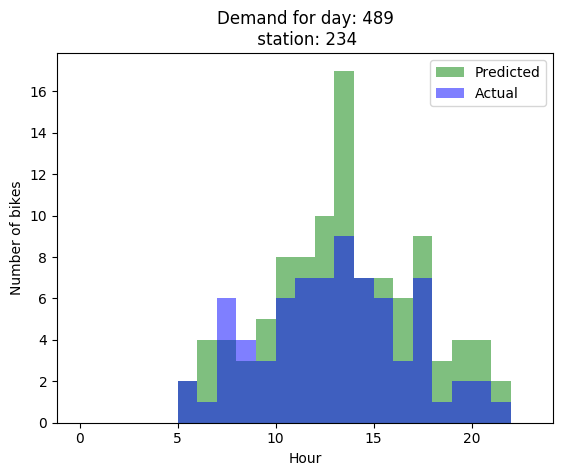 Demand for day: 489
station: 234
Predicted
Actual
Number of bikes
16
14
12
10
8
6
4
2
0
0 5 10 15 20
Hour